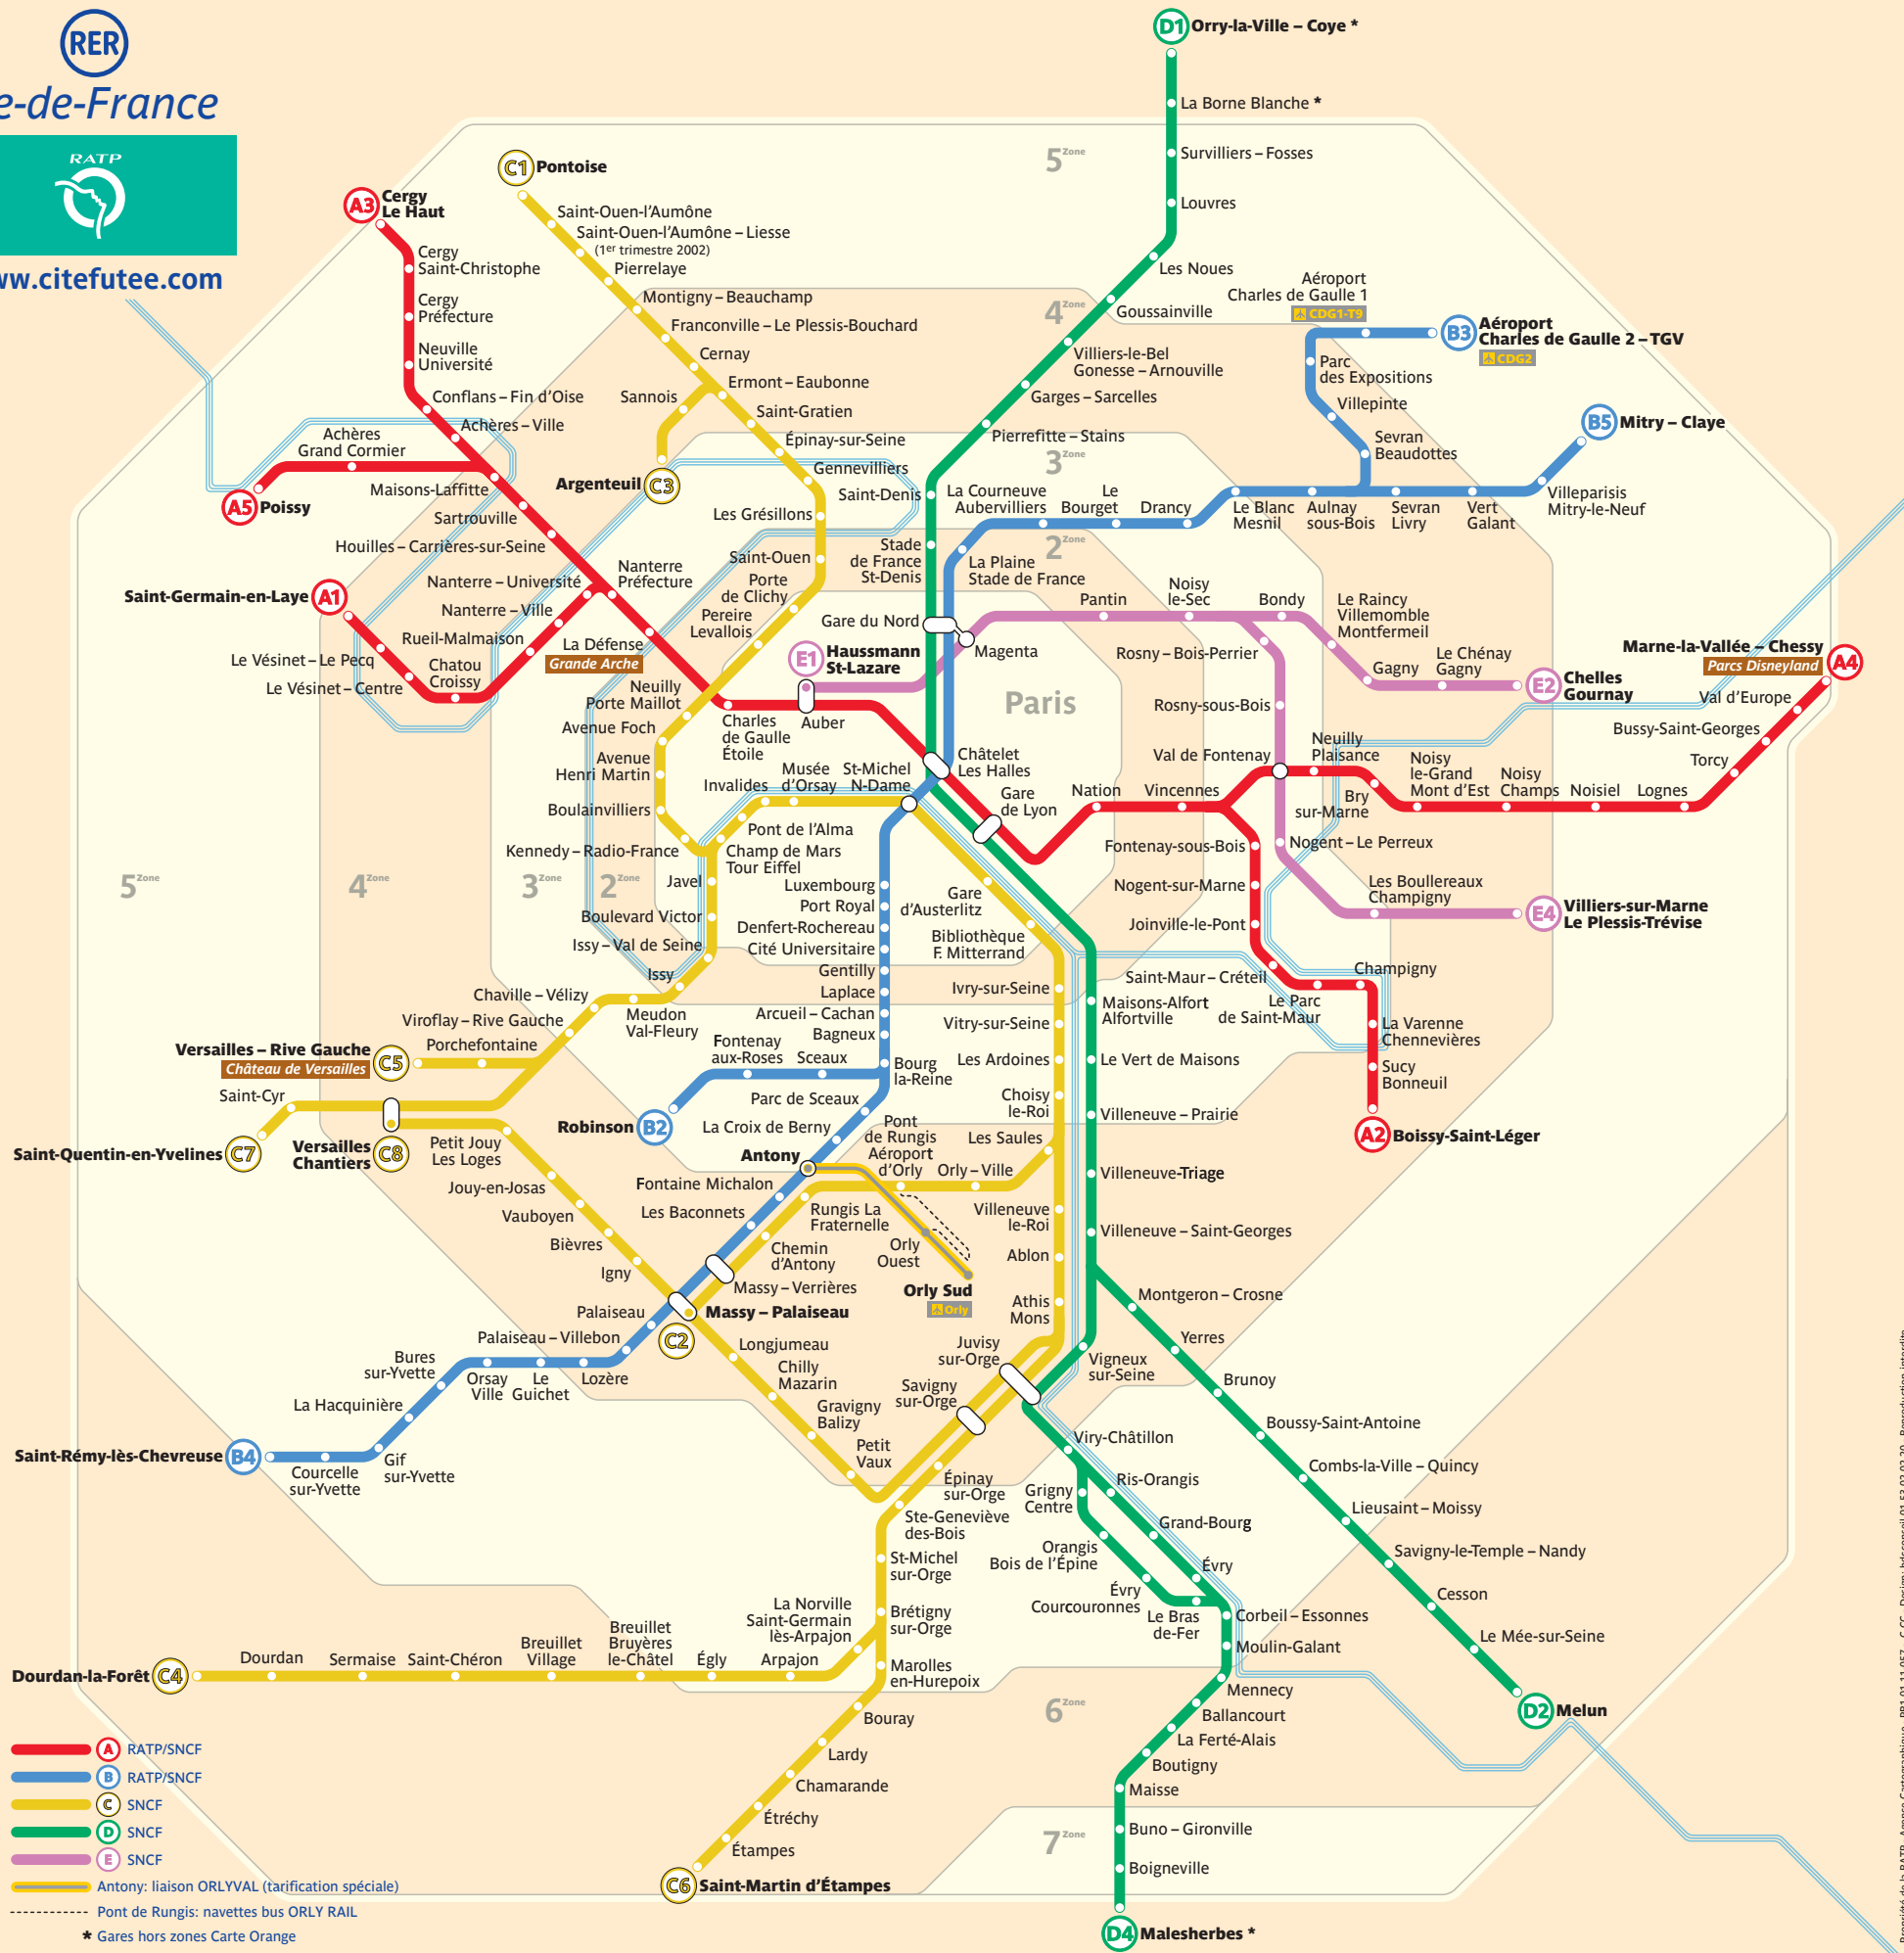 RER
e-de-France
RATP
w.citefutee.com
D1 Orry-la-Ville – Coye *
La Borne Blanche *
Survilliers – Fosses
Louvres
Les Noues
Goussainville
Villiers-le-Bel
Gonesse – Arnouville
Garges – Sarcelles
Pierrefitte – Stains
Saint-Denis
Stade
de France
St-Denis
5 Zone
4 Zone
3 Zone
2 Zone
C1 Pontoise
Saint-Ouen-l'Aumône
Saint-Ouen-l'Aumône – Liesse
(1er trimestre 2002)
Pierrelaye
Montigny – Beauchamp
Franconville – Le Plessis-Bouchard
Cernay
Ermont – Eaubonne
Sannois
Argenteuil C3
Saint-Gratien
Épinay-sur-Seine
Gennevilliers
Les Grésillons
Saint-Ouen
Porte
de Clichy
Pereire
Levallois
Neuilly
Porte Maillot
Avenue Foch
Avenue
Henri Martin
Boulainvilliers
Kennedy – Radio-France
A3 Cergy
Le Haut
Cergy
Saint-Christophe
Cergy
Préfecture
Neuville
Université
Conflans – Fin d'Oise
Achères – Ville
Achères
Grand Cormier
A5 Poissy
Maisons-Laffitte
Sartrouville
Houilles – Carrières-sur-Seine
Saint-Germain-en-Laye A1
Le Vésinet – Le Pecq
Le Vésinet – Centre
Chatou
Croissy
Rueil-Malmaison
Nanterre – Ville
Nanterre – Université
Nanterre
Préfecture
La Défense
Grande Arche
Charles
de Gaulle
Étoile
Auber
E1 Haussmann
St-Lazare
Gare du Nord
Magenta
Paris
Châtelet
Les Halles
Gare
de Lyon
Nation
Vincennes
Aéroport
Charles de Gaulle 1
CDG1-T9
B3 Aéroport
Charles de Gaulle 2 – TGV
CDG2
Parc
des Expositions
Villepinte
Sevran
Beaudottes
B5 Mitry – Claye
Villeparisis
Mitry-le-Neuf
Vert
Galant
Sevran
Livry
Aulnay
sous-Bois
Le Blanc
Mesnil
Drancy
Le
Bourget
La Courneuve
Aubervilliers
La Plaine
Stade de France
Pantin
Noisy
le-Sec
Bondy
Le Raincy
Villemomble
Montfermeil
Gagny
Le Chénay
Gagny
E2 Chelles
Gournay
Rosny – Bois-Perrier
Rosny-sous-Bois
Val de Fontenay
Nogent – Le Perreux
Les Boullereaux
Champigny
E4 Villiers-sur-Marne
Le Plessis-Trévise
Marne-la-Vallée – Chessy A4
Parcs Disneyland
Val d'Europe
Bussy-Saint-Georges
Torcy
Lognes
Noisiel
Noisy
Champs
Noisy
le-Grand
Mont d'Est
Bry
sur-Marne
Neuilly
Plaisance
Fontenay-sous-Bois
Nogent-sur-Marne
Joinville-le-Pont
Saint-Maur – Créteil
Le Parc
de Saint-Maur
Champigny
La Varenne
Chennevières
Sucy
Bonneuil
A2 Boissy-Saint-Léger
Invalides
Musée
d'Orsay
St-Michel
N-Dame
Pont de l'Alma
Champ de Mars
Tour Eiffel
Javel
Boulevard Victor
Issy – Val de Seine
Issy
Meudon
Val-Fleury
Chaville – Vélizy
Viroflay – Rive Gauche
Porchefontaine
Versailles – Rive Gauche C5
Château de Versailles
Saint-Cyr
Saint-Quentin-en-Yvelines C7
Versailles
Chantiers C8
Petit Jouy
Les Loges
Jouy-en-Josas
Vauboyen
Bièvres
Igny
5 Zone
4 Zone
3 Zone
2 Zone
Luxembourg
Port Royal
Denfert-Rochereau
Cité Universitaire
Gentilly
Laplace
Arcueil – Cachan
Bagneux
Bourg
la-Reine
Fontenay
aux-Roses
Sceaux
Robinson B2
Parc de Sceaux
La Croix de Berny
Antony
Fontaine Michalon
Les Baconnets
Massy – Verrières
Massy – Palaiseau
C2
Palaiseau
Palaiseau – Villebon
Lozère
Le
Guichet
Orsay
Ville
Bures
sur-Yvette
La Hacquinière
Gif
sur-Yvette
Courcelle
sur-Yvette
Saint-Rémy-lès-Chevreuse B4
Gare
d'Austerlitz
Bibliothèque
F. Mitterrand
Ivry-sur-Seine
Vitry-sur-Seine
Les Ardoines
Choisy
le-Roi
Les Saules
Orly – Ville
Pont
de Rungis
Aéroport
d'Orly
Rungis La
Fraternelle
Chemin
d'Antony
Orly
Ouest
Orly Sud
Orly
Villeneuve
le-Roi
Ablon
Athis
Mons
Juvisy
sur-Orge
Savigny
sur-Orge
Longjumeau
Chilly
Mazarin
Gravigny
Balizy
Petit
Vaux
Épinay
sur-Orge
Ste-Geneviève
des-Bois
St-Michel
sur-Orge
Brétigny
sur-Orge
Marolles
en-Hurepoix
Bouray
Lardy
Chamarande
Étréchy
Étampes
C6 Saint-Martin d'Étampes
La Norville
Saint-Germain
lès-Arpajon
Arpajon
Égly
Breuillet
Bruyères
le-Châtel
Breuillet
Village
Saint-Chéron
Sermaise
Dourdan
Dourdan-la-Forêt C4
Maisons-Alfort
Alfortville
Le Vert de Maisons
Villeneuve – Prairie
Villeneuve-Triage
Villeneuve – Saint-Georges
Vigneux
sur-Seine
Montgeron – Crosne
Yerres
Brunoy
Boussy-Saint-Antoine
Combs-la-Ville – Quincy
Lieusaint – Moissy
Savigny-le-Temple – Nandy
Cesson
Le Mée-sur-Seine
D2 Melun
Viry-Châtillon
Ris-Orangis
Grand-Bourg
Évry
Grigny
Centre
Orangis
Bois de l'Épine
Évry
Courcouronnes
Le Bras
de-Fer
Corbeil – Essonnes
Moulin-Galant
Mennecy
Ballancourt
La Ferté-Alais
Boutigny
Maisse
Buno – Gironville
Boigneville
D4 Malesherbes *
6 Zone
7 Zone
A RATP/SNCF
B RATP/SNCF
C SNCF
D SNCF
E SNCF
Antony: liaison ORLYVAL (tarification spéciale)
Pont de Rungis: navettes bus ORLY RAIL
* Gares hors zones Carte Orange